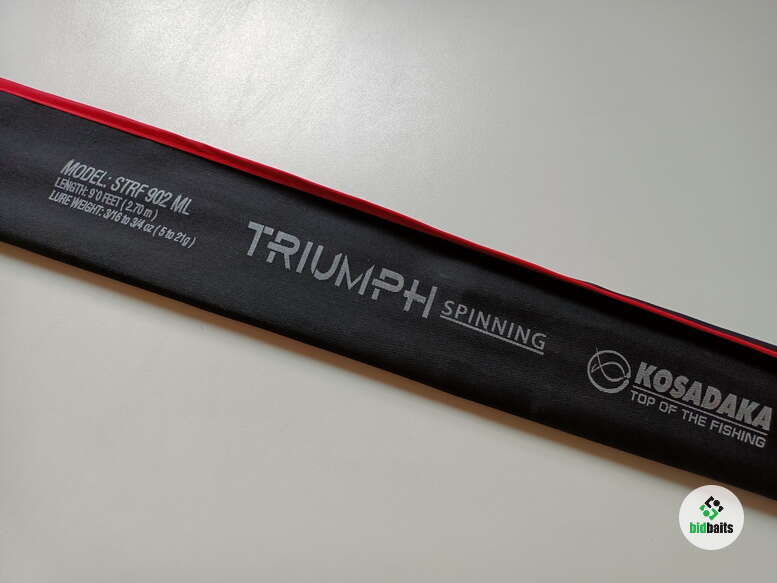 MODEL: STRF 902 ML
LENGTH: 9'0 FEET ( 2.70 m )
LURE WEIGHT: 3/16 to 3/4 oz ( 5 to 21g )
TRIUMPH SPINNING
KOSADAKA
TOP OF THE FISHING
bidbaits